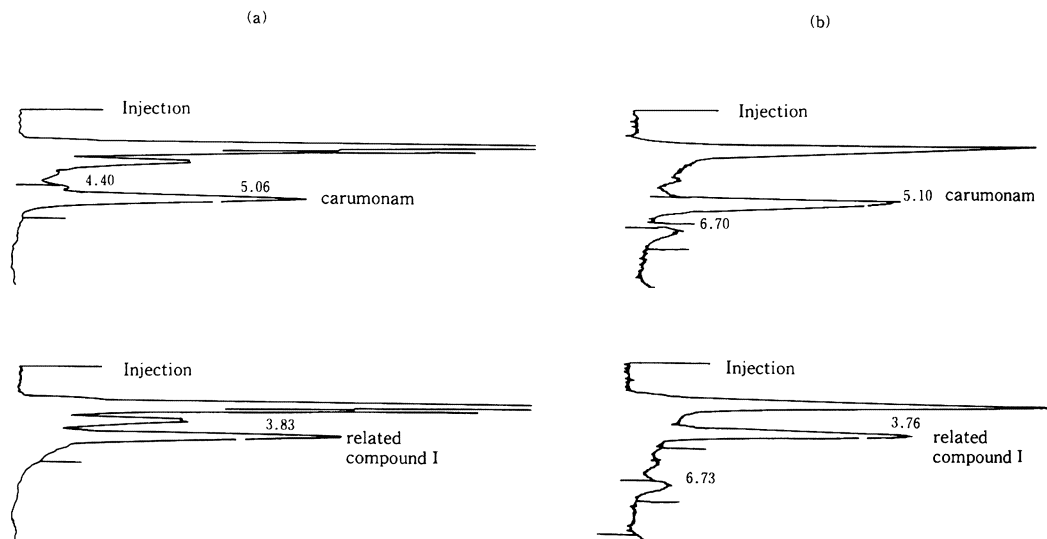 (a)
(b)
Injection
4.40
5.06
carumonam
Injection
5.10 carumonam
6.70
Injection
3.83
related
compound I
Injection
3.76
related
compound I
6.73